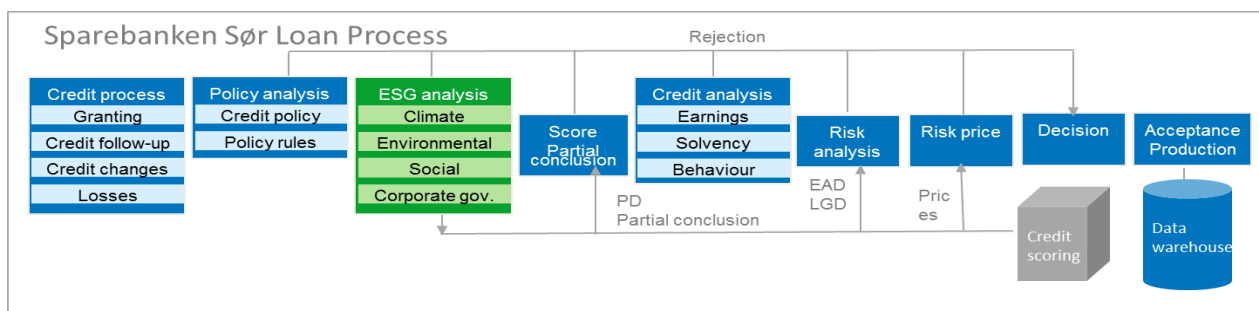 Sparebanken Sør Loan Process
Rejection
Credit process
Granting
Credit follow-up
Credit changes
Losses
Policy analysis
Credit policy
Policy rules
ESG analysis
Climate
Environmental
Social
Corporate gov.
Score
Partial
conclusion
Credit analysis
Earnings
Solvency
Behaviour
Risk
analysis
Risk price
Decision
Acceptance
Production
PD
Partial conclusion
EAD
LGD
Pric
es
Credit
scoring
Data
warehouse